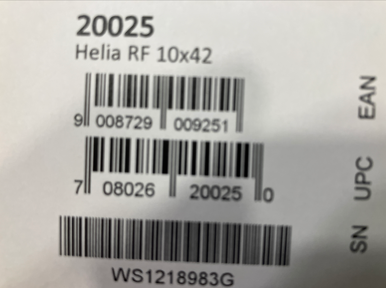 20025
Helia RF 10x42
9 008729 009251
EAN
7 08026 20025 0
UPC
WS1218983G
SN